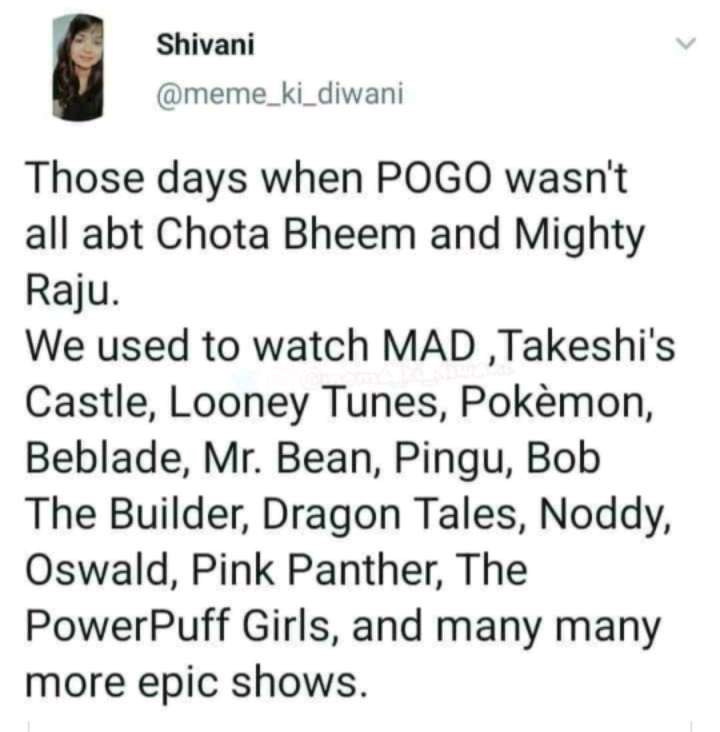 Shivani
@meme_ki_diwani
Those days when POGO wasn't
all abt Chota Bheem and Mighty
Raju.
We used to watch MAD ,Takeshi's
Castle, Looney Tunes, Pokèmon,
Beblade, Mr. Bean, Pingu, Bob
The Builder, Dragon Tales, Noddy,
Oswald, Pink Panther, The
PowerPuff Girls, and many many
more epic shows.